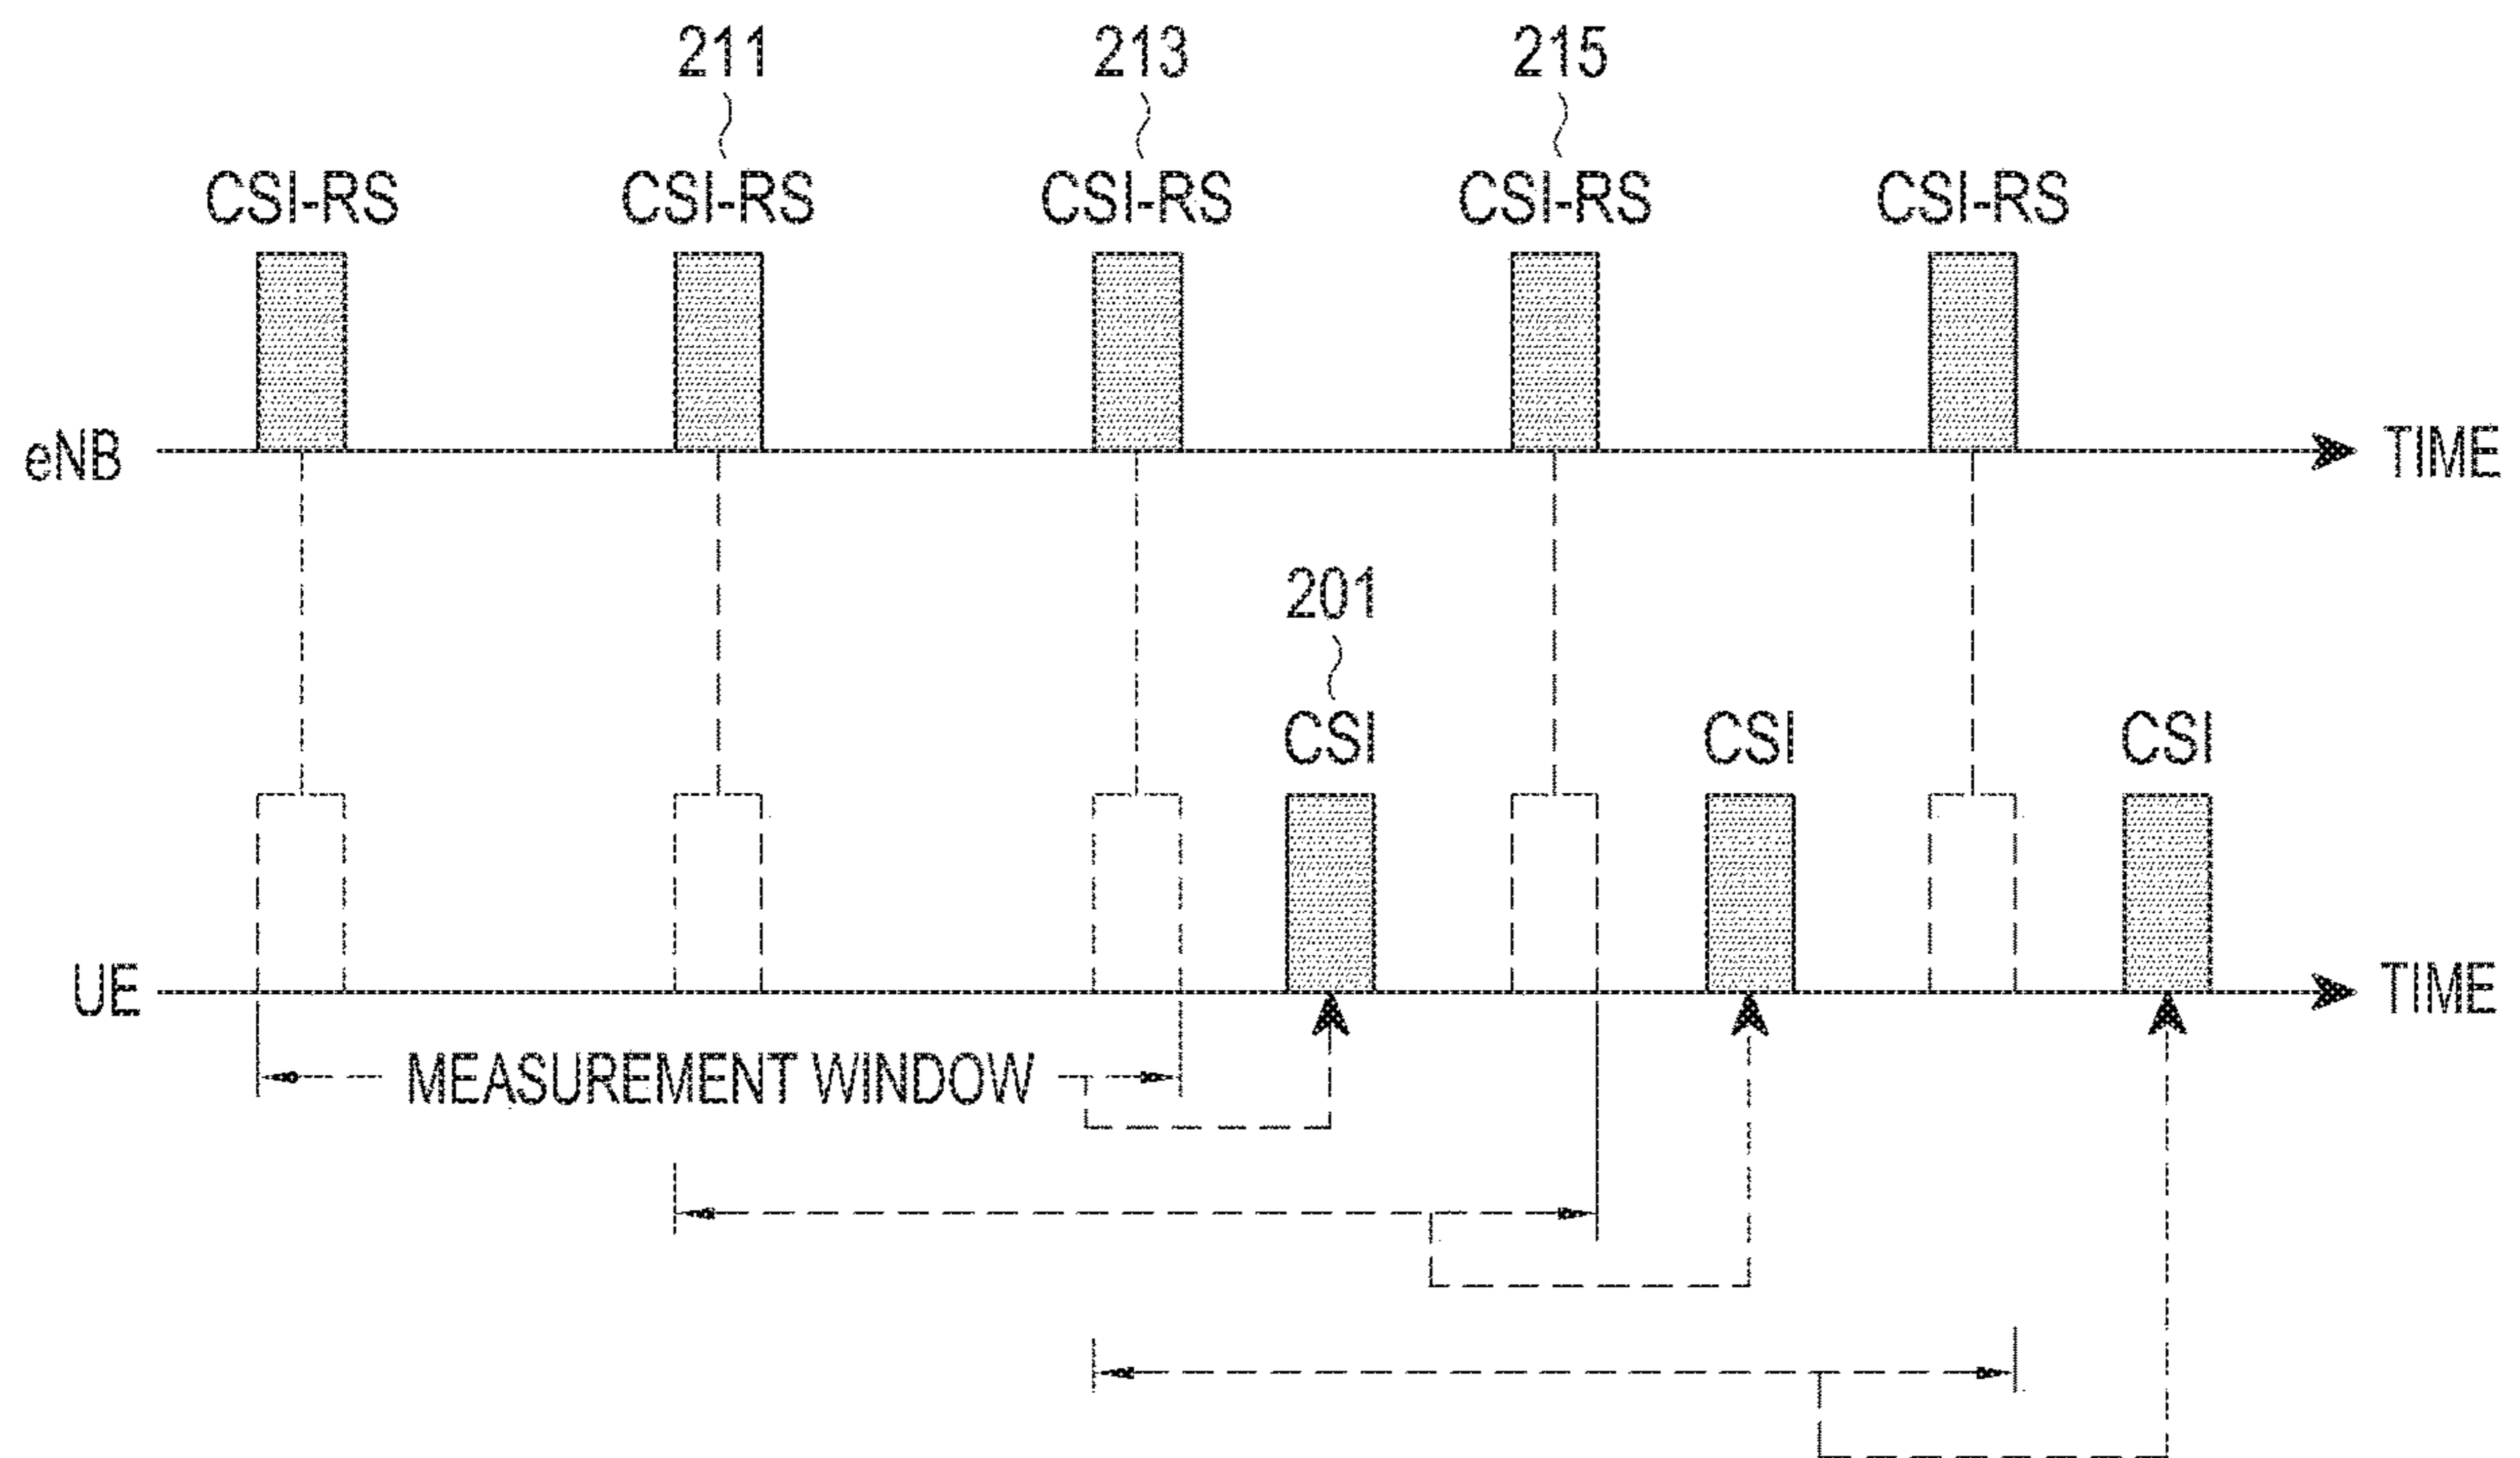 211 213 215
CSI-RS CSI-RS CSI-RS CSI-RS CSI-RS
eNB TIME
201
CSI CSI CSI
UE TIME
MEASUREMENT WINDOW